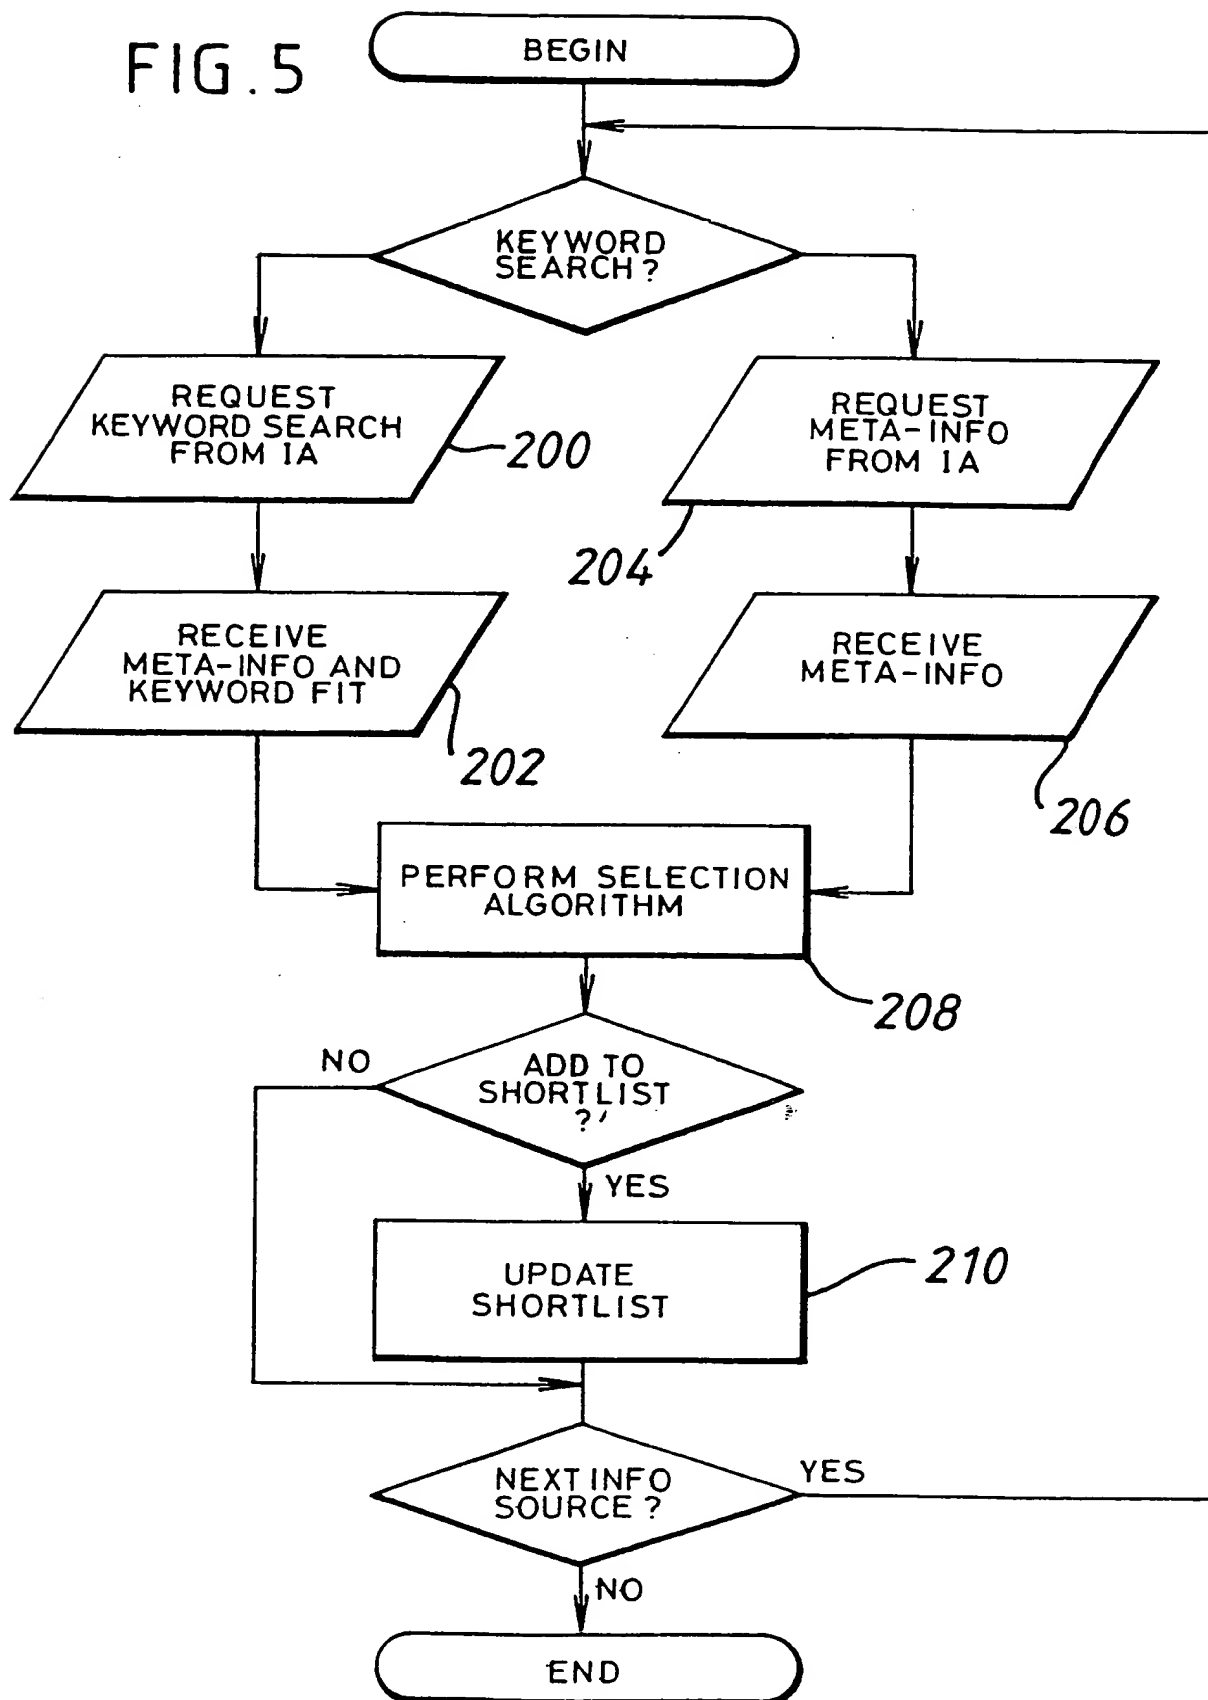 FIG.5
BEGIN
KEYWORD
SEARCH?
REQUEST
KEYWORD SEARCH
FROM IA
200
REQUEST
META-INFO
FROM IA
204
RECEIVE
META-INFO AND
KEYWORD FIT
202
RECEIVE
META-INFO
206
PERFORM SELECTION
ALGORITHM
208
NO
ADD TO
SHORTLIST
?
YES
UPDATE
SHORTLIST
210
NEXT INFO
SOURCE?
YES
NO
END